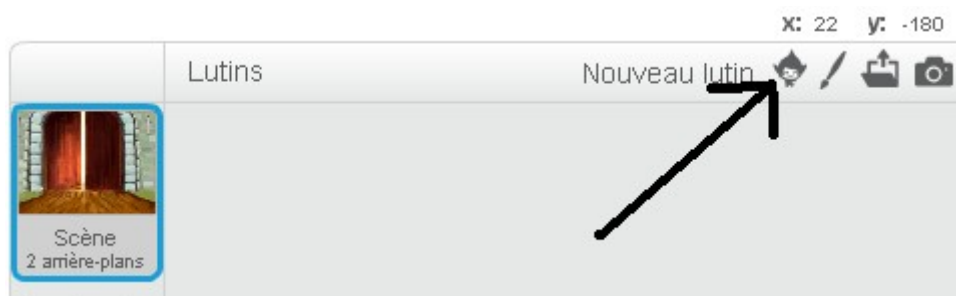 x: 22 y: -180
Lutins Nouveau lutin
Scène
2 arrière-plans